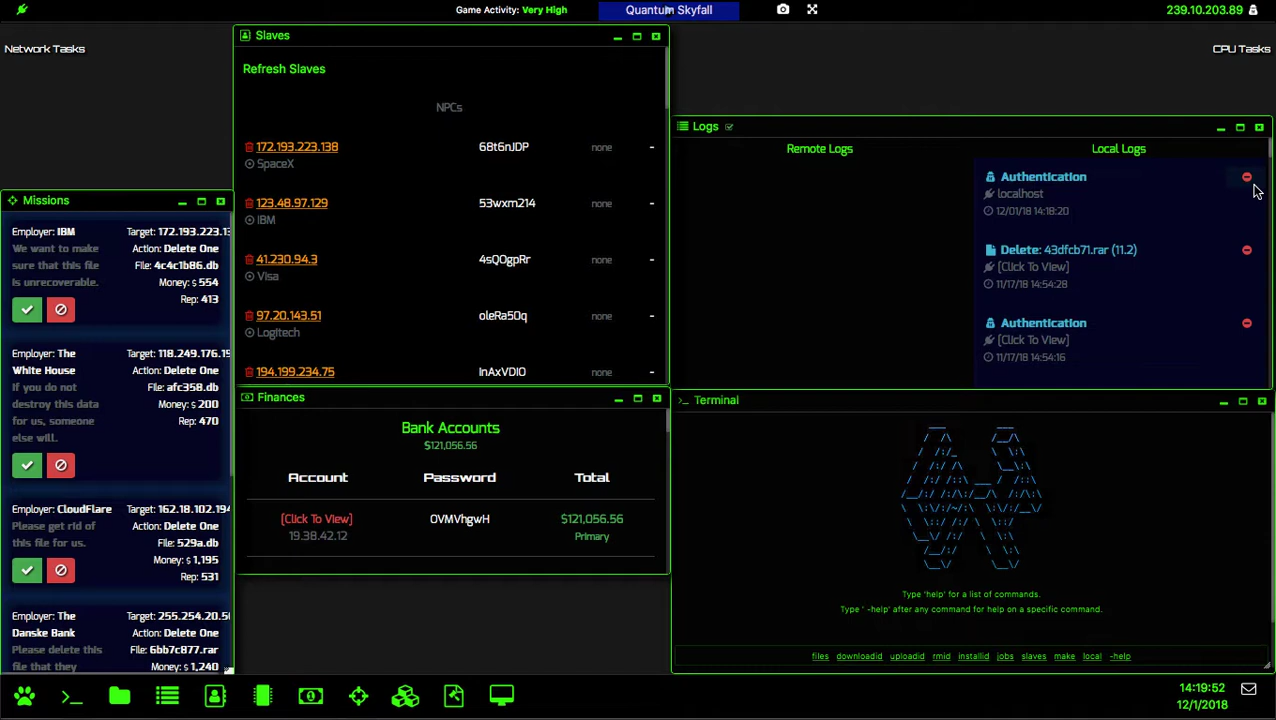 Game Activity: Very High
Quantum Skyfall
239.10.203.89
Network Tasks
CPU Tasks
Slaves
Refresh Slaves
NPCs
172.193.223.138 68t6nJDP none -
SpaceX
123.48.97.129 53wxm214 none -
IBM
41.230.94.3 4sQOgpRr none -
Visa
97.20.143.51 oleRa5Oq none -
Logitech
194.199.234.75 InAxVDIO none -
Logs
Remote Logs
Local Logs
Authentication
localhost
12/01/18 14:18:20
Delete: 43dfcb71.rar (11.2)
[Click To View]
11/17/18 14:54:28
Authentication
[Click To View]
11/17/18 14:54:16
Missions
Employer: IBM
We want to make
sure that this file
is unrecoverable.
Target: 172.193.223.13
Action: Delete One
File: 4c4c1b86.db
Money: $ 554
Rep: 413
Employer: The
White House
If you do not
destroy this data
for us, someone
else will.
Target: 118.249.176.19
Action: Delete One
File: afc358.db
Money: $ 200
Rep: 470
Employer: CloudFlare
Please get rid of
this file for us.
Target: 162.18.102.194
Action: Delete One
File: 529a.db
Money: $ 1,195
Rep: 531
Employer: The
Danske Bank
Please delete this
file that they
Target: 255.254.20.50
Action: Delete One
File: 6bb7c877.rar
Money: $ 1,240
Finances
Bank Accounts
$121,056.56
Account Password Total
[Click To View] OVMVhgwH $121,056.56
19.38.42.12 Primary
>_ Terminal
Type 'help' for a list of commands.
Type ' -help' after any command for help on a specific command.
files downloadid uploadid rmid installid jobs slaves make local -help
14:19:52
12/1/2018